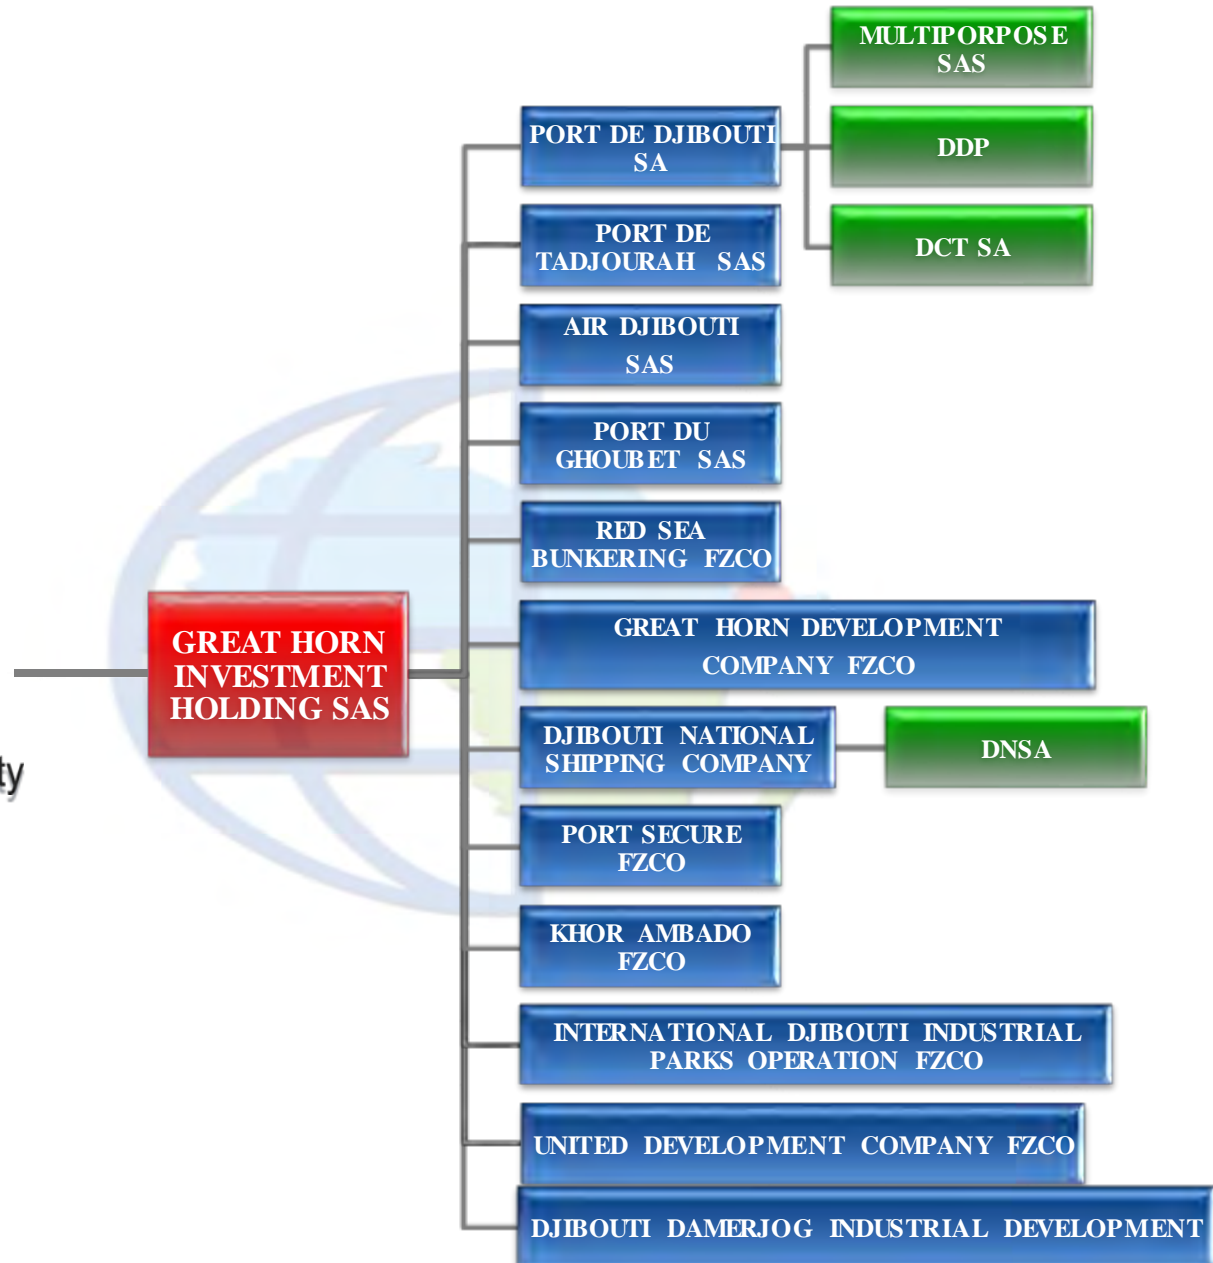 MULTIPORPOSE
SAS
PORT DE DJIBOUTI
SA
DDP
DCT SA
PORT DE
TADJOURAH SAS
AIR DJIBOUTI
SAS
PORT DU
GHOUBET SAS
RED SEA
BUNKERING FZCO
GREAT HORN
INVESTMENT
HOLDING SAS
GREAT HORN DEVELOPMENT
COMPANY FZCO
DJIBOUTI NATIONAL
SHIPPING COMPANY
DNSA
ty
PORT SECURE
FZCO
KHOR AMBADO
FZCO
INTERNATIONAL DJIBOUTI INDUSTRIAL
PARKS OPERATION FZCO
UNITED DEVELOPMENT COMPANY FZCO
DJIBOUTI DAMERJOG INDUSTRIAL DEVELOPMENT